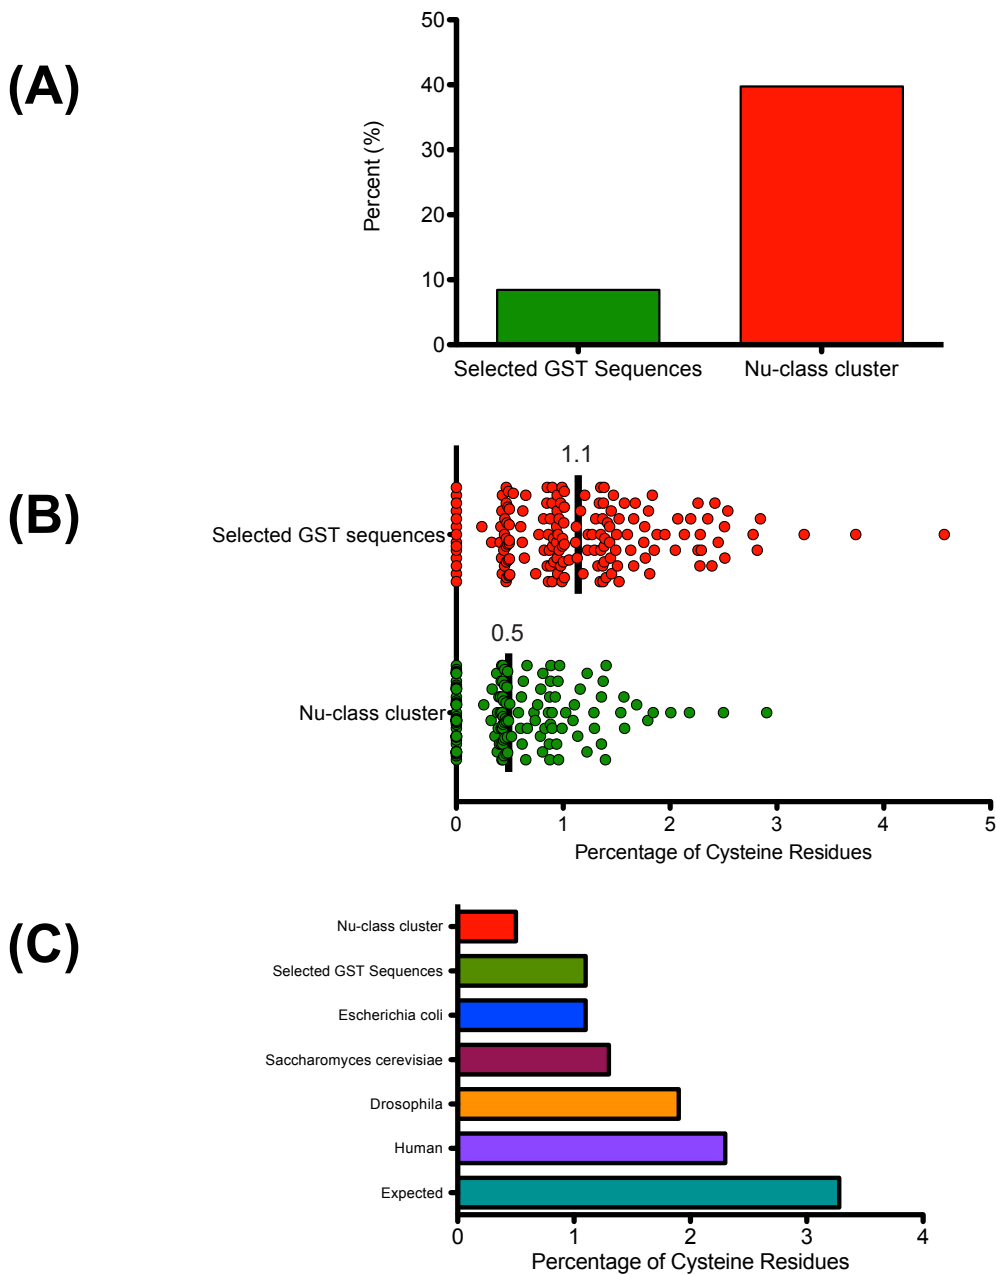 (A)
50
40
30
20
10
0
Percent (%)
Selected GST Sequences
Nu-class cluster
(B)
1.1
Selected GST sequences
0.5
Nu-class cluster
0 1 2 3 4 5
Percentage of Cysteine Residues
(C)
Nu-class cluster
Selected GST Sequences
Escherichia coli
Saccharomyces cerevisiae
Drosophila
Human
Expected
0 1 2 3 4
Percentage of Cysteine Residues